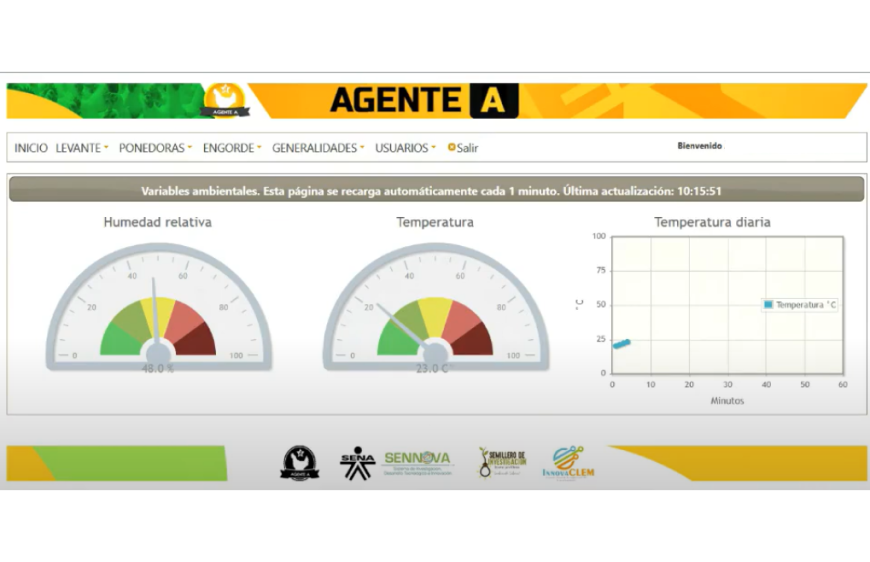 AGENTE A
AGENTE A
INICIO LEVANTE PONEDORAS ENGORDE GENERALIDADES USUARIOS Salir
Bienvenido
Variables ambientales. Esta página se recarga automáticamente cada 1 minuto. Última actualización: 10:15:51
Humedad relativa
0 20 40 60 80 100
48.0 %
Temperatura
0 20 40 60 80 100
23.0 C
Temperatura diaria
100
75
50
25
0
°C
Temperatura °C
0 10 20 30 40 50 60
Minutos
AGENTE A
SENA
SENNOVA
SEMILLERO DE
INVESTIGACIÓN
InnovaCLEM